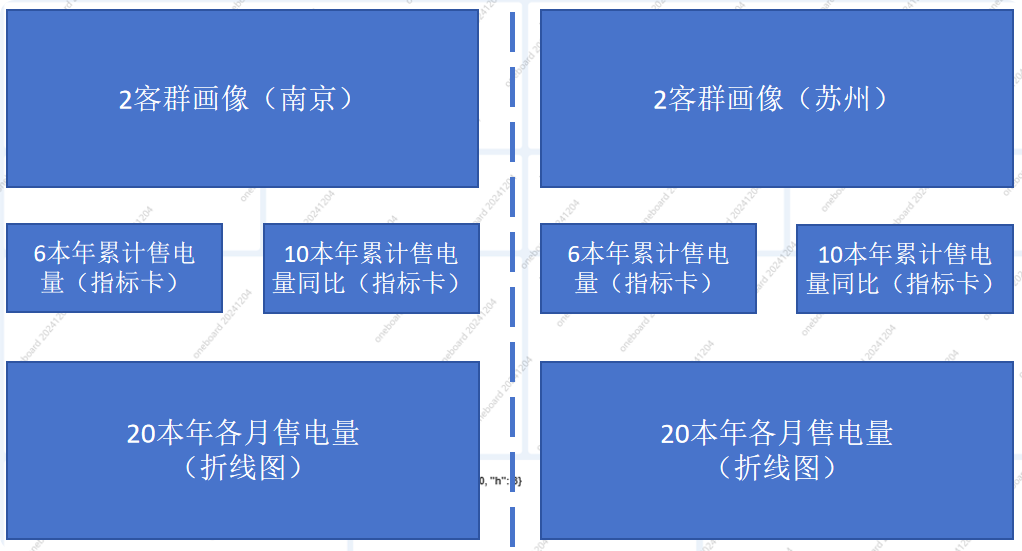 2客群画像（南京）
2客群画像（苏州）
6本年累计售电
量（指标卡）
10本年累计售电
量同比（指标卡）
6本年累计售电
量（指标卡）
10本年累计售电
量同比（指标卡）
20本年各月售电量
（折线图）
20本年各月售电量
（折线图）
0, "h":
oneboard 20241204